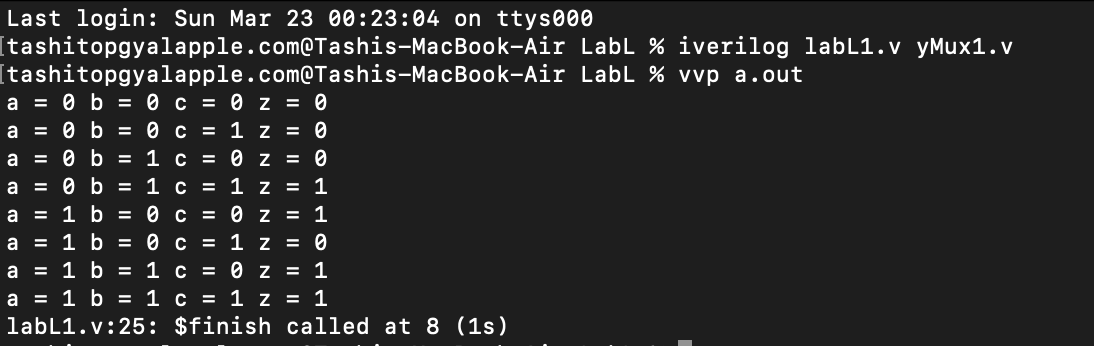 Last login: Sun Mar 23 00:23:04 on ttys000
[tashitopgyalapple.com@Tashis-MacBook-Air LabL % iverilog labL1.v yMux1.v
[tashitopgyalapple.com@Tashis-MacBook-Air LabL % vvp a.out
a = 0 b = 0 c = 0 z = 0
a = 0 b = 0 c = 1 z = 0
a = 0 b = 1 c = 0 z = 0
a = 0 b = 1 c = 1 z = 1
a = 1 b = 0 c = 0 z = 1
a = 1 b = 0 c = 1 z = 0
a = 1 b = 1 c = 0 z = 1
a = 1 b = 1 c = 1 z = 1
labL1.v:25: $finish called at 8 (1s)